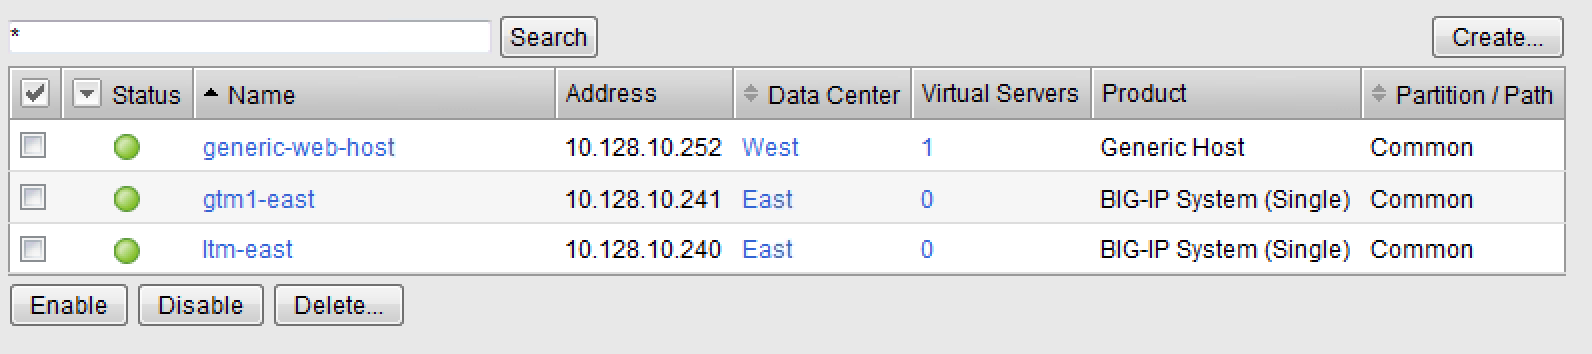 * Search Create...
Status Name Address Data Center Virtual Servers Product Partition / Path
generic-web-host 10.128.10.252 West 1 Generic Host Common
gtm1-east 10.128.10.241 East 0 BIG-IP System (Single) Common
ltm-east 10.128.10.240 East 0 BIG-IP System (Single) Common
Enable Disable Delete...